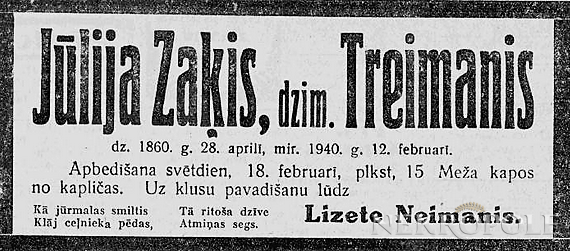 Jūlija Zaķis, dzim. Treimanis
dz. 1860. g. 28. aprilī, mir. 1940. g. 12. februarī.
Apbedīšana svētdien, 18. februarī, plkst, 15 Meža kapos
no kapličas. Uz klusu pavadīšanu lūdz
Kā jūrmalas smiltis
Klāj ceļnieka pēdas,
Tā ritoša dzīve
Atmiņas segs.
Lizete Neimanis.
NEKROPOLE